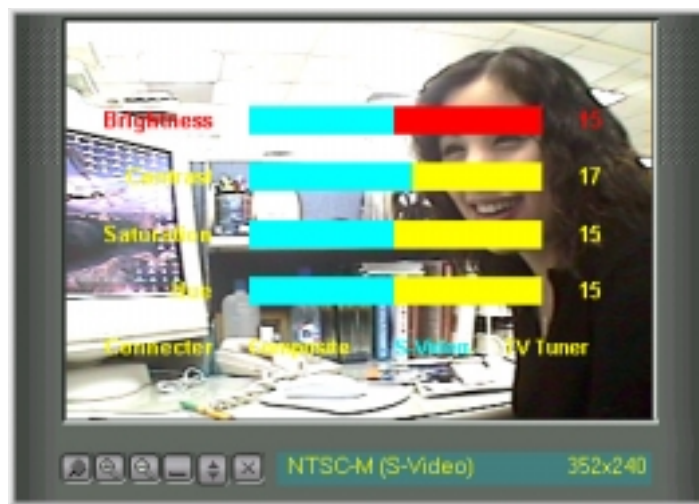 Brightness 15
Contrast 17
Saturation 15
Hue 15
Connecter Composite S-Video TV Tuner
NTSC-M (S-Video) 352x240